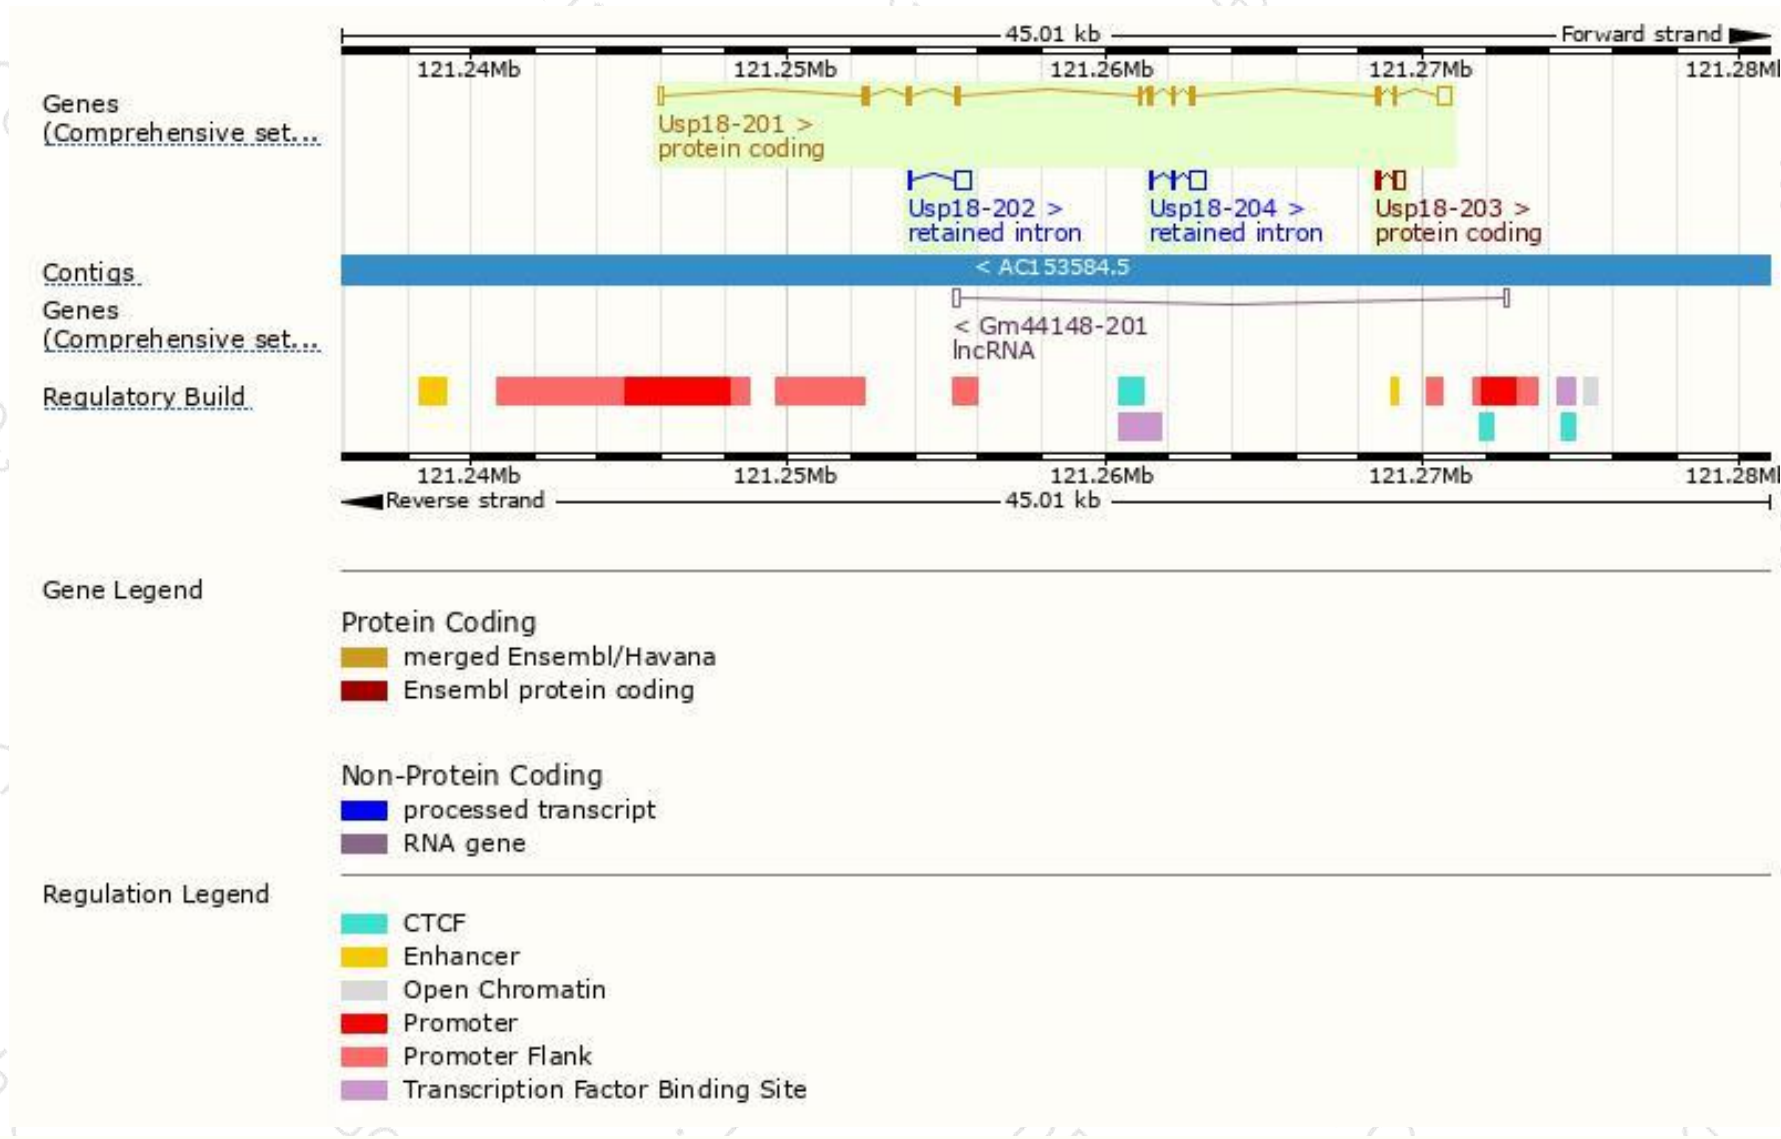 45.01 kb Forward strand
121.24Mb 121.25Mb 121.26Mb 121.27Mb 121.28M
Genes
(Comprehensive set...
Usp18-201 >
protein coding
Usp18-202 > Usp18-204 > Usp18-203 >
retained intron retained intron protein coding
Contigs < AC153584.5
Genes
(Comprehensive set...
< Gm44148-201
lncRNA
Regulatory Build
121.24Mb 121.25Mb 121.26Mb 121.27Mb 121.28M
Reverse strand 45.01 kb
Gene Legend
Protein Coding
merged Ensembl/Havana
Ensembl protein coding
Non-Protein Coding
processed transcript
RNA gene
Regulation Legend
CTCF
Enhancer
Open Chromatin
Promoter
Promoter Flank
Transcription Factor Binding Site